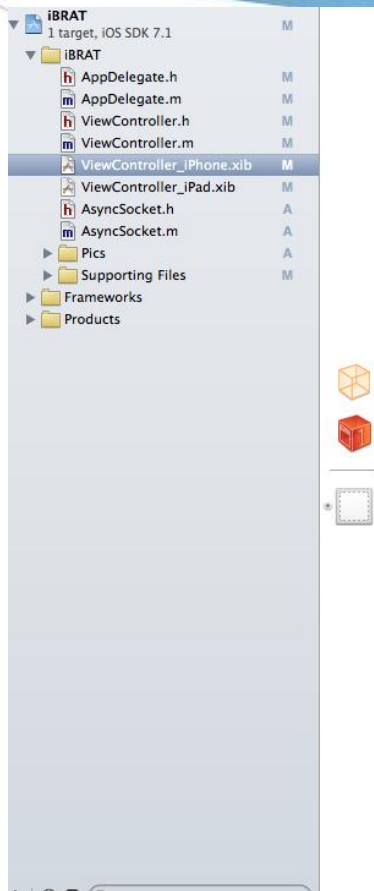 iBRAT M
1 target, iOS SDK 7.1
iBRAT
h AppDelegate.h M
m AppDelegate.m M
h ViewController.h M
m ViewController.m M
ViewController_iPhone.xib M
ViewController_iPad.xib M
h AsyncSocket.h A
m AsyncSocket.m A
Pics A
Supporting Files M
Frameworks
Products